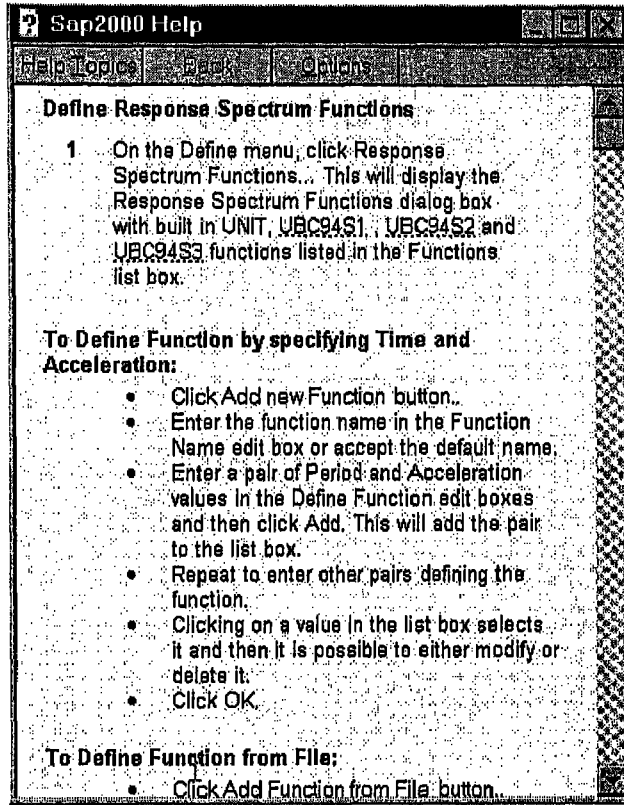 ? Sap2000 Help
Help Topics Back Options
Define Response Spectrum Functions
1 On the Define menu, click Response
Spectrum Functions... This will display the
Response Spectrum Functions dialog box
with built in UNIT, UBC94S1, , UBC94S2 and
UBC94S3 functions listed in the Functions
list box.
To Define Function by specifying Time and
Acceleration:
• Click Add new Function button..
• Enter the function name in the Function
Name edit box or accept the default name.
• Enter a pair of Period and Acceleration
values in the Define Function edit boxes
and then click Add. This will add the pair
to the list box.
• Repeat to enter other pairs defining the
function.
• Clicking on a value in the list box selects
it and then it is possible to either modify or
delete it.
• Click OK.
To Define Function from File:
• Click Add Function from File button..